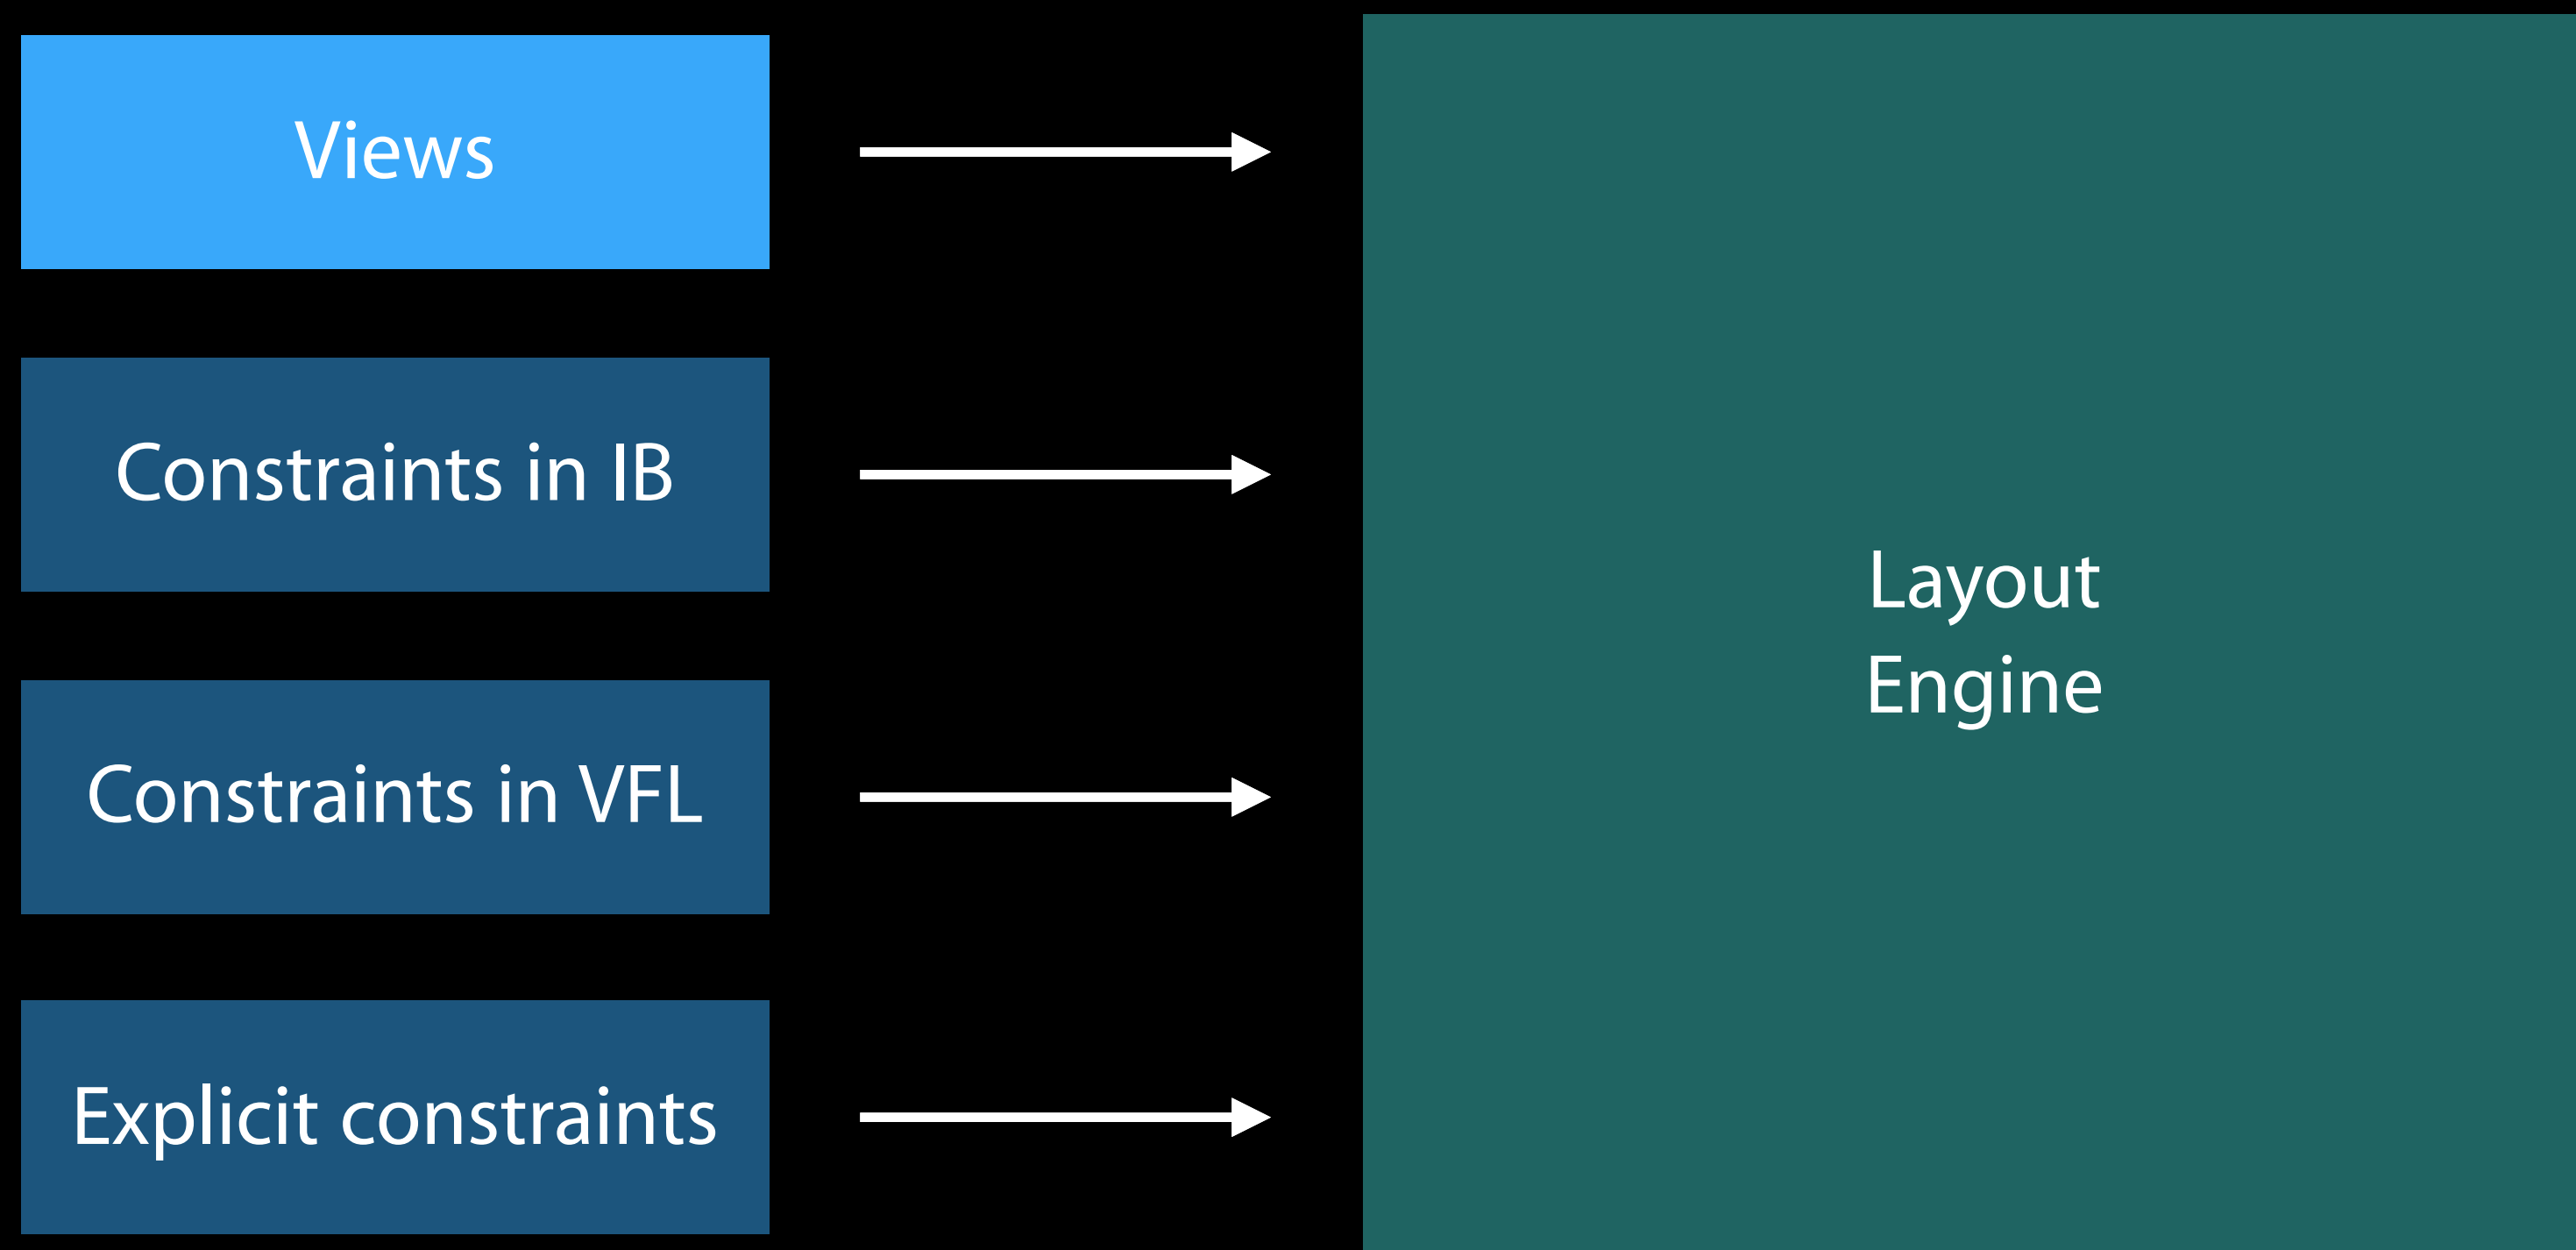 Views
Constraints in IB
Constraints in VFL
Explicit constraints
Layout
Engine